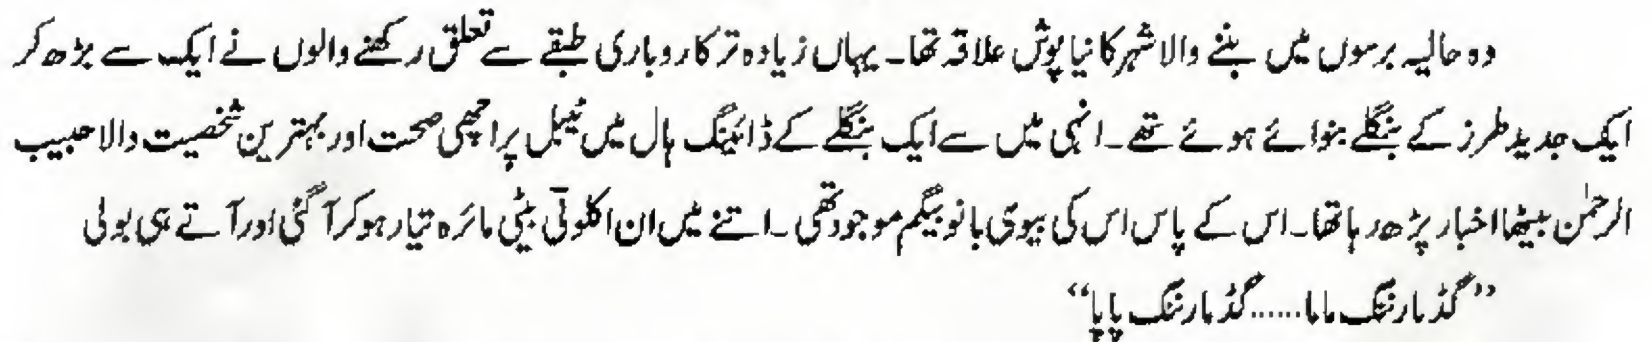 وہ حالیہ برسوں میں بننے والا شہر کا نیا پوش علاقہ تھا۔ یہاں زیادہ تر کاروباری طبقے سے تعلق رکھنے والوں نے ایک سے بڑھ کر
ایک جدید طرز کے بنگلے بنوائے ہوئے تھے۔ انہی میں سے ایک بنگلے کے ڈائینگ ہال میں ٹیبل پر اچھی صحت اور بہترین شخصیت والا حبیب
الرحمٰن بیٹھا اخبار پڑھ رہا تھا۔ اس کے پاس اس کی بیوی بانو بیگم موجود تھی ۔ اتنے میں ان اکلوتی بیٹی مائرہ تیار ہو کر آ گئی اور آتے ہی بولی
”گڈ مارننگ ماما......گڈ مارننگ پاپا“